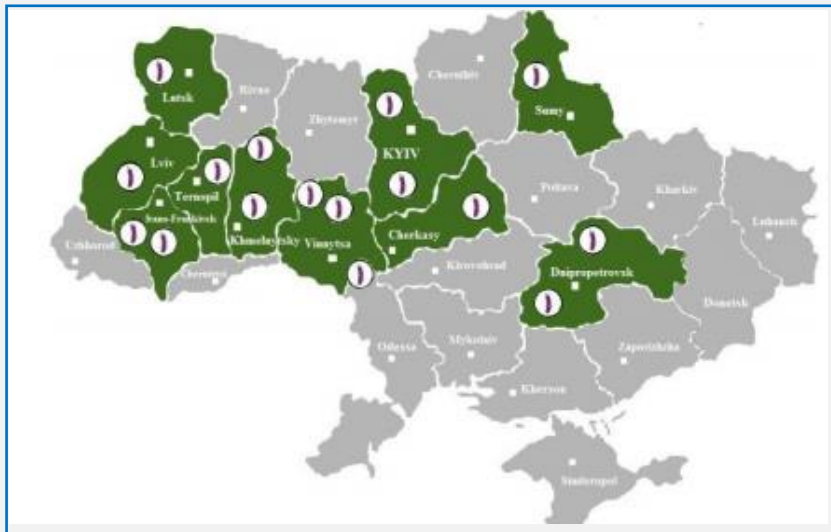 Chernihiv
Lutsk
Rivne
Sumy
Zhytomyr
KYIV
Lviv
Ternopil
Poltava
Kharkiv
Ivano-Frankivsk
Luhansk
Khmelnytsky
Vinnytsa
Cherkasy
Uzhhorod
Kirovohrad
Dnipropetrovsk
Donetsk
Odessa
Mykolaiv
Zaporizhzhia
Kherson
Simferopol